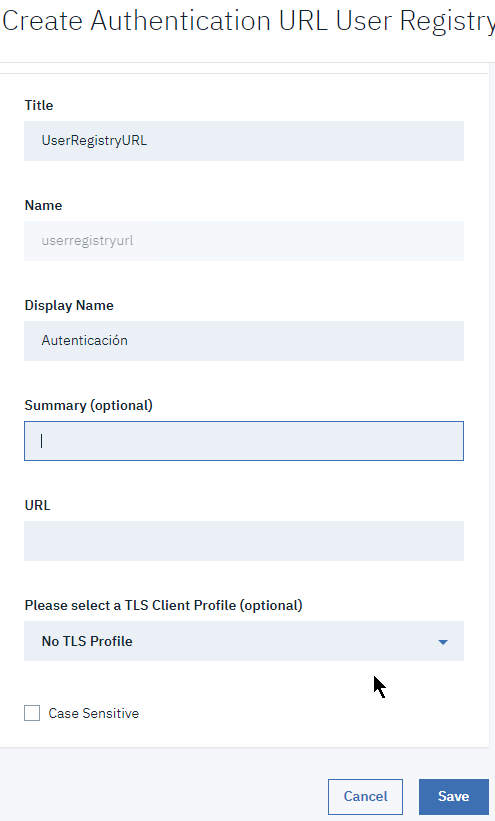 Create Authentication URL User Registry
Title
UserRegistryURL
Name
userregistryurl
Display Name
Autenticación
Summary (optional)
URL
Please select a TLS Client Profile (optional)
No TLS Profile
Case Sensitive
Cancel
Save